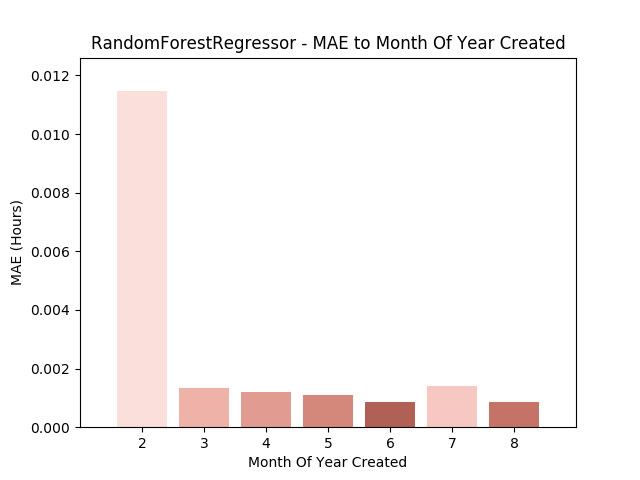 RandomForestRegressor - MAE to Month Of Year Created
MAE (Hours)
0.012
0.010
0.008
0.006
0.004
0.002
0.000
2 3 4 5 6 7 8
Month Of Year Created